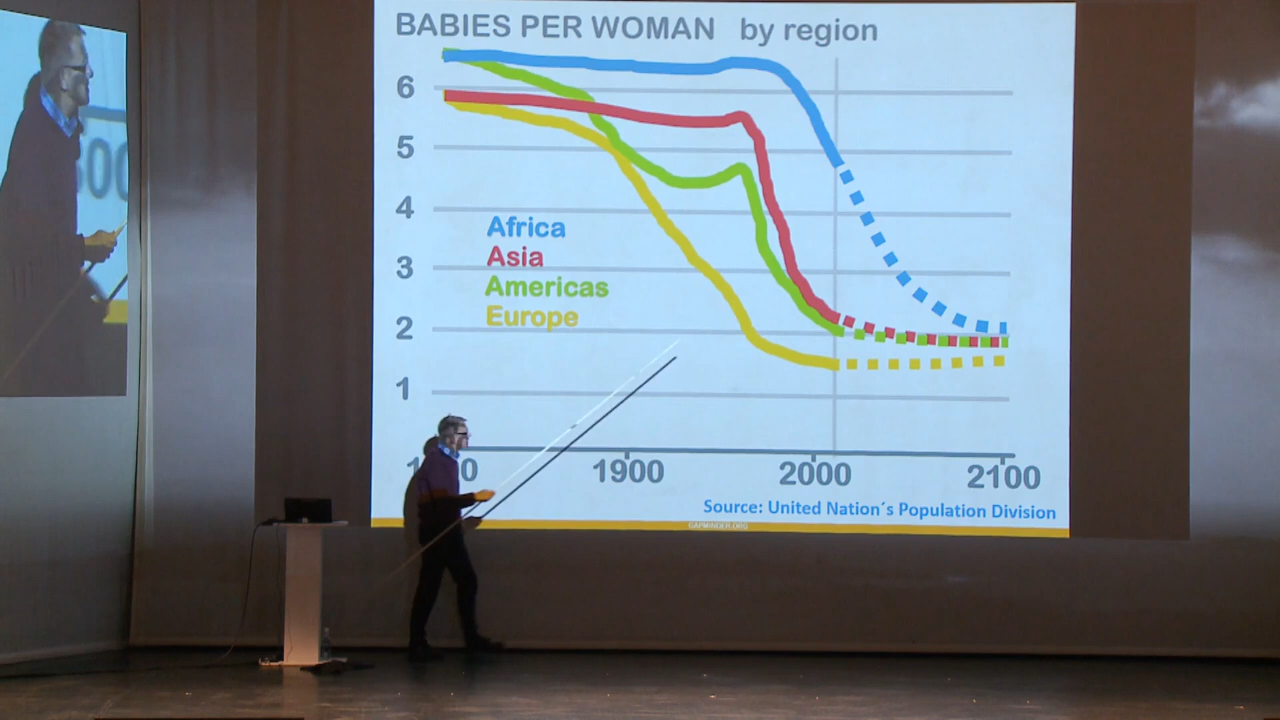 BABIES PER WOMAN by region
6
5
4
3
2
1
Africa
Asia
Americas
Europe
1900
2000
2100
Source: United Nation´s Population Division
GAPMINDER.ORG